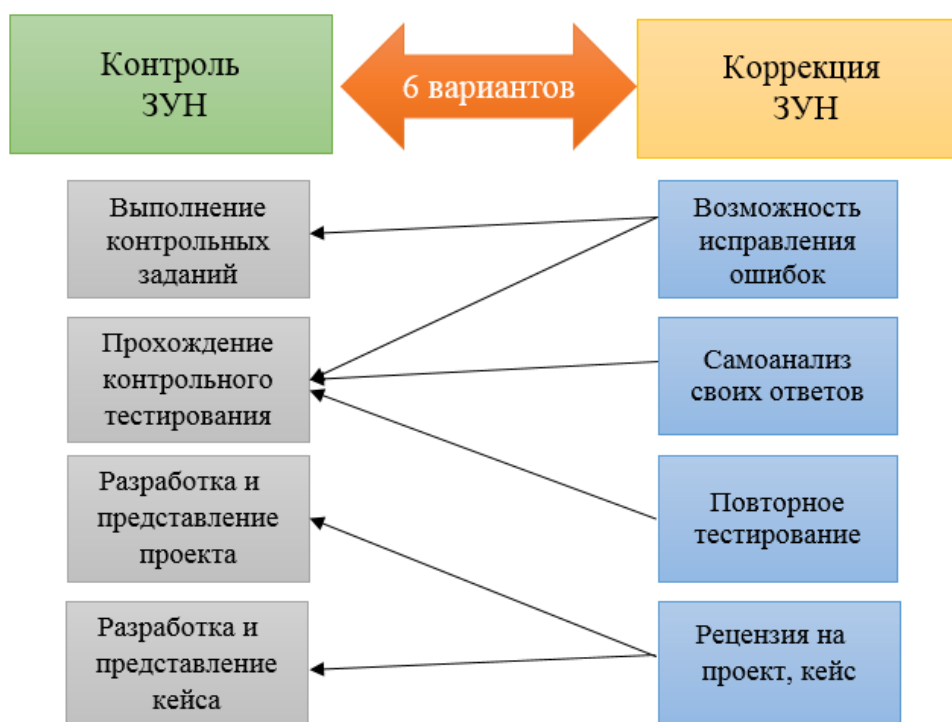 Контроль
ЗУН
6 вариантов
Коррекция
ЗУН
Выполнение
контрольных
заданий
Возможность
исправления
ошибок
Прохождение
контрольного
тестирования
Самоанализ
своих ответов
Разработка и
представление
проекта
Повторное
тестирование
Разработка и
представление
кейса
Рецензия на
проект, кейс